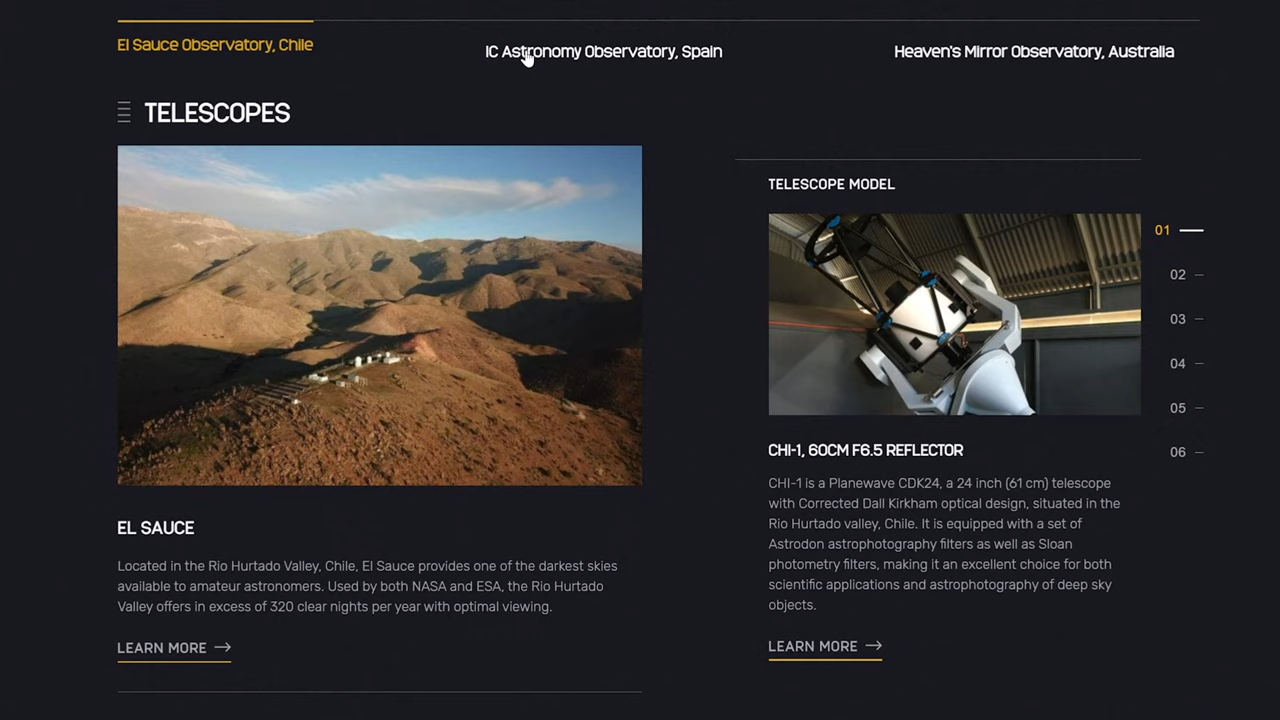 El Sauce Observatory, Chile
IC Astronomy Observatory, Spain
Heaven's Mirror Observatory, Australia
TELESCOPES
EL SAUCE
Located in the Rio Hurtado Valley, Chile, El Sauce provides one of the darkest skies
available to amateur astronomers. Used by both NASA and ESA, the Rio Hurtado
Valley offers in excess of 320 clear nights per year with optimal viewing.
LEARN MORE
TELESCOPE MODEL
01
02
03
04
05
06
CHI-1, 60CM F6.5 REFLECTOR
CHI-1 is a Planewave CDK24, a 24 inch (61 cm) telescope
with Corrected Dall Kirkham optical design, situated in the
Rio Hurtado valley, Chile. It is equipped with a set of
Astrodon astrophotography filters as well as Sloan
photometry filters, making it an excellent choice for both
scientific applications and astrophotography of deep sky
objects.
LEARN MORE